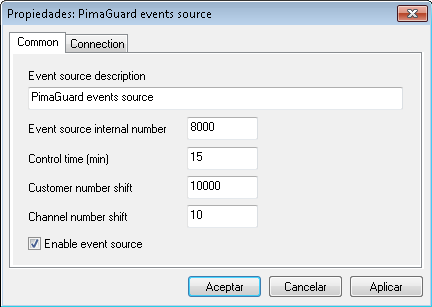 Propiedades: PimaGuard events source
Common Connection
Event source description
PimaGuard events source
Event source internal number 8000
Control time (min) 15
Customer number shift 10000
Channel number shift 10
Enable event source
Aceptar Cancelar Aplicar